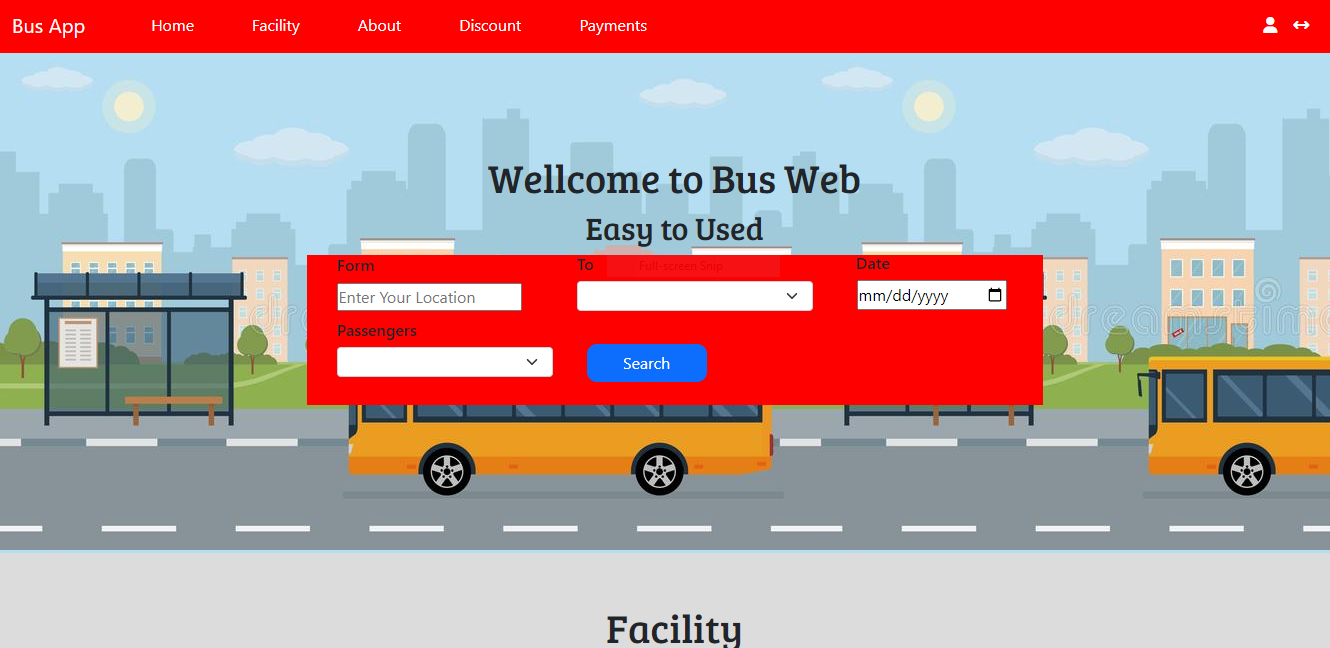 Bus App Home Facility About Discount Payments
Wellcome to Bus Web
Easy to Used
Form To Full-screen Snip Date
Enter Your Location mm/dd/yyyy
Passengers
Search
Facility